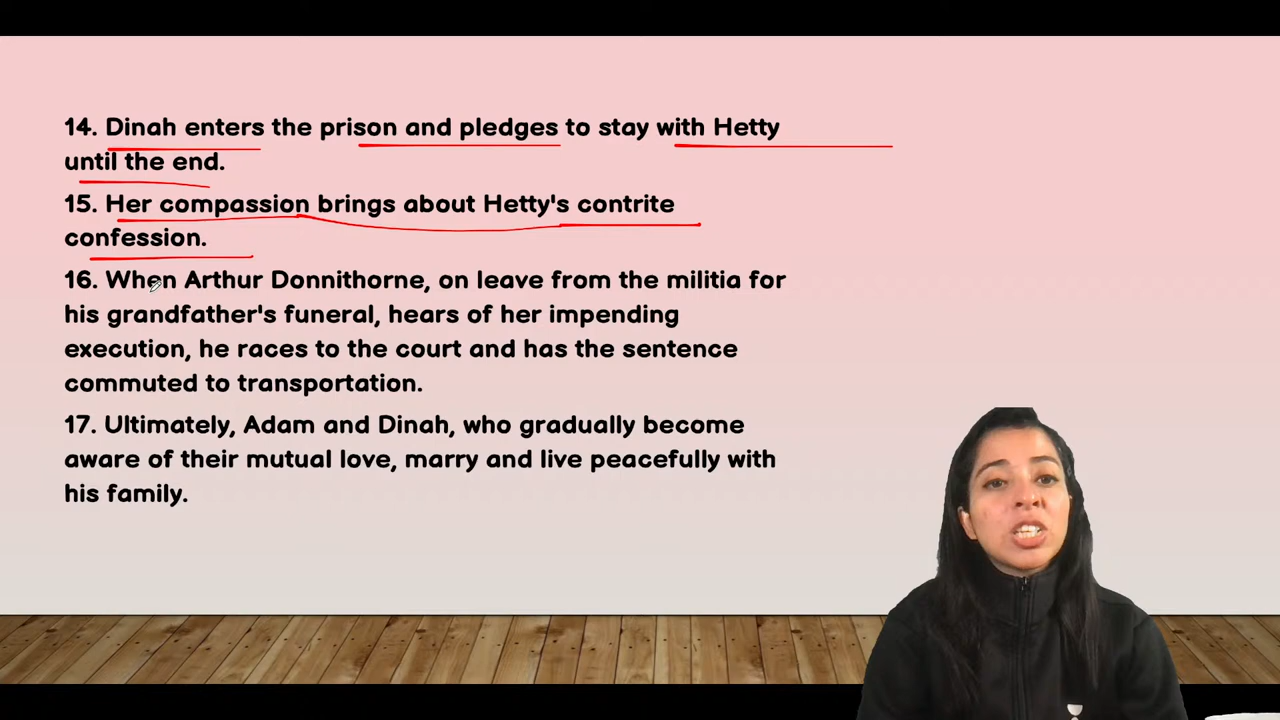 14. Dinah enters the prison and pledges to stay with Hetty
until the end.
15. Her compassion brings about Hetty's contrite
confession.
16. When Arthur Donnithorne, on leave from the militia for
his grandfather's funeral, hears of her impending
execution, he races to the court and has the sentence
commuted to transportation.
17. Ultimately, Adam and Dinah, who gradually become
aware of their mutual love, marry and live peacefully with
his family.